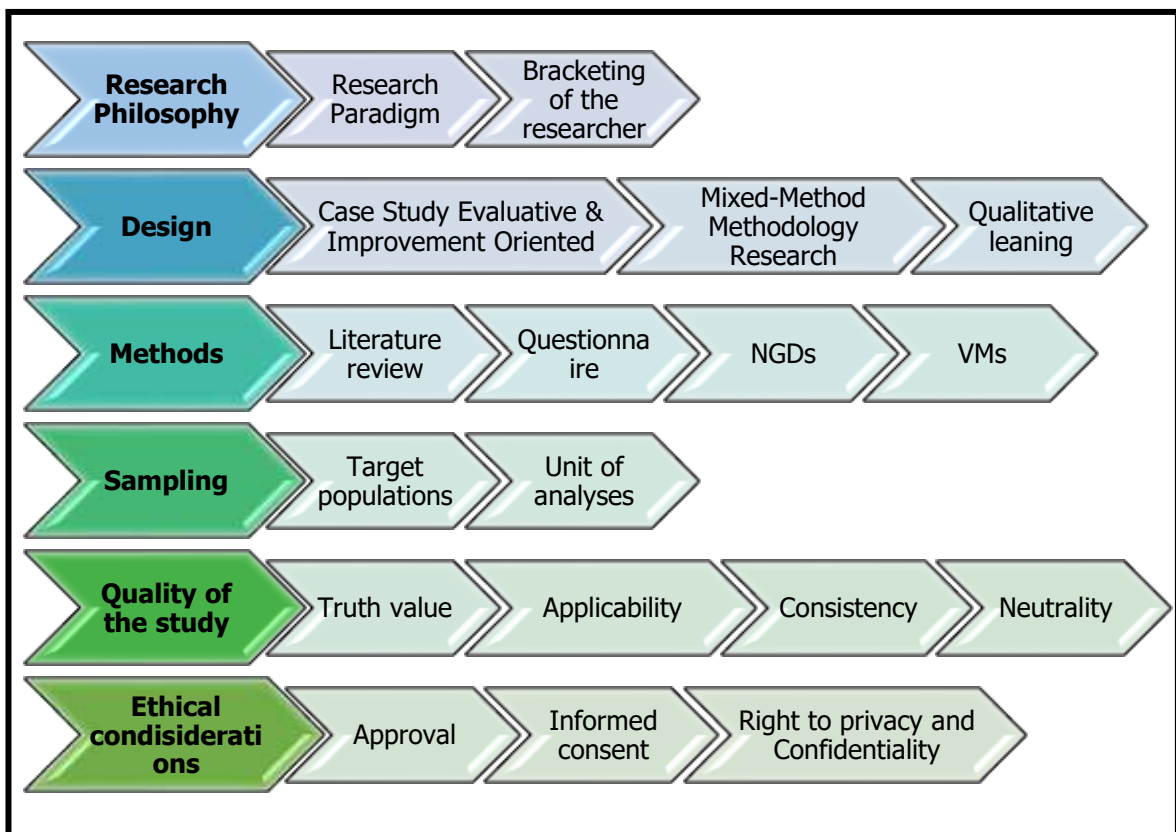 Research
Philosophy
Research
Paradigm
Bracketing
of the
researcher
Design
Case Study Evaluative &
Improvement Oriented
Mixed-Method
Methodology
Research
Qualitative
leaning
Methods
Literature
review
Questionna
ire
NGDs
VMs
Sampling
Target
populations
Unit of
analyses
Quality of
the study
Truth value
Applicability
Consistency
Neutrality
Ethical
condisiderati
ons
Approval
Informed
consent
Right to privacy and
Confidentiality